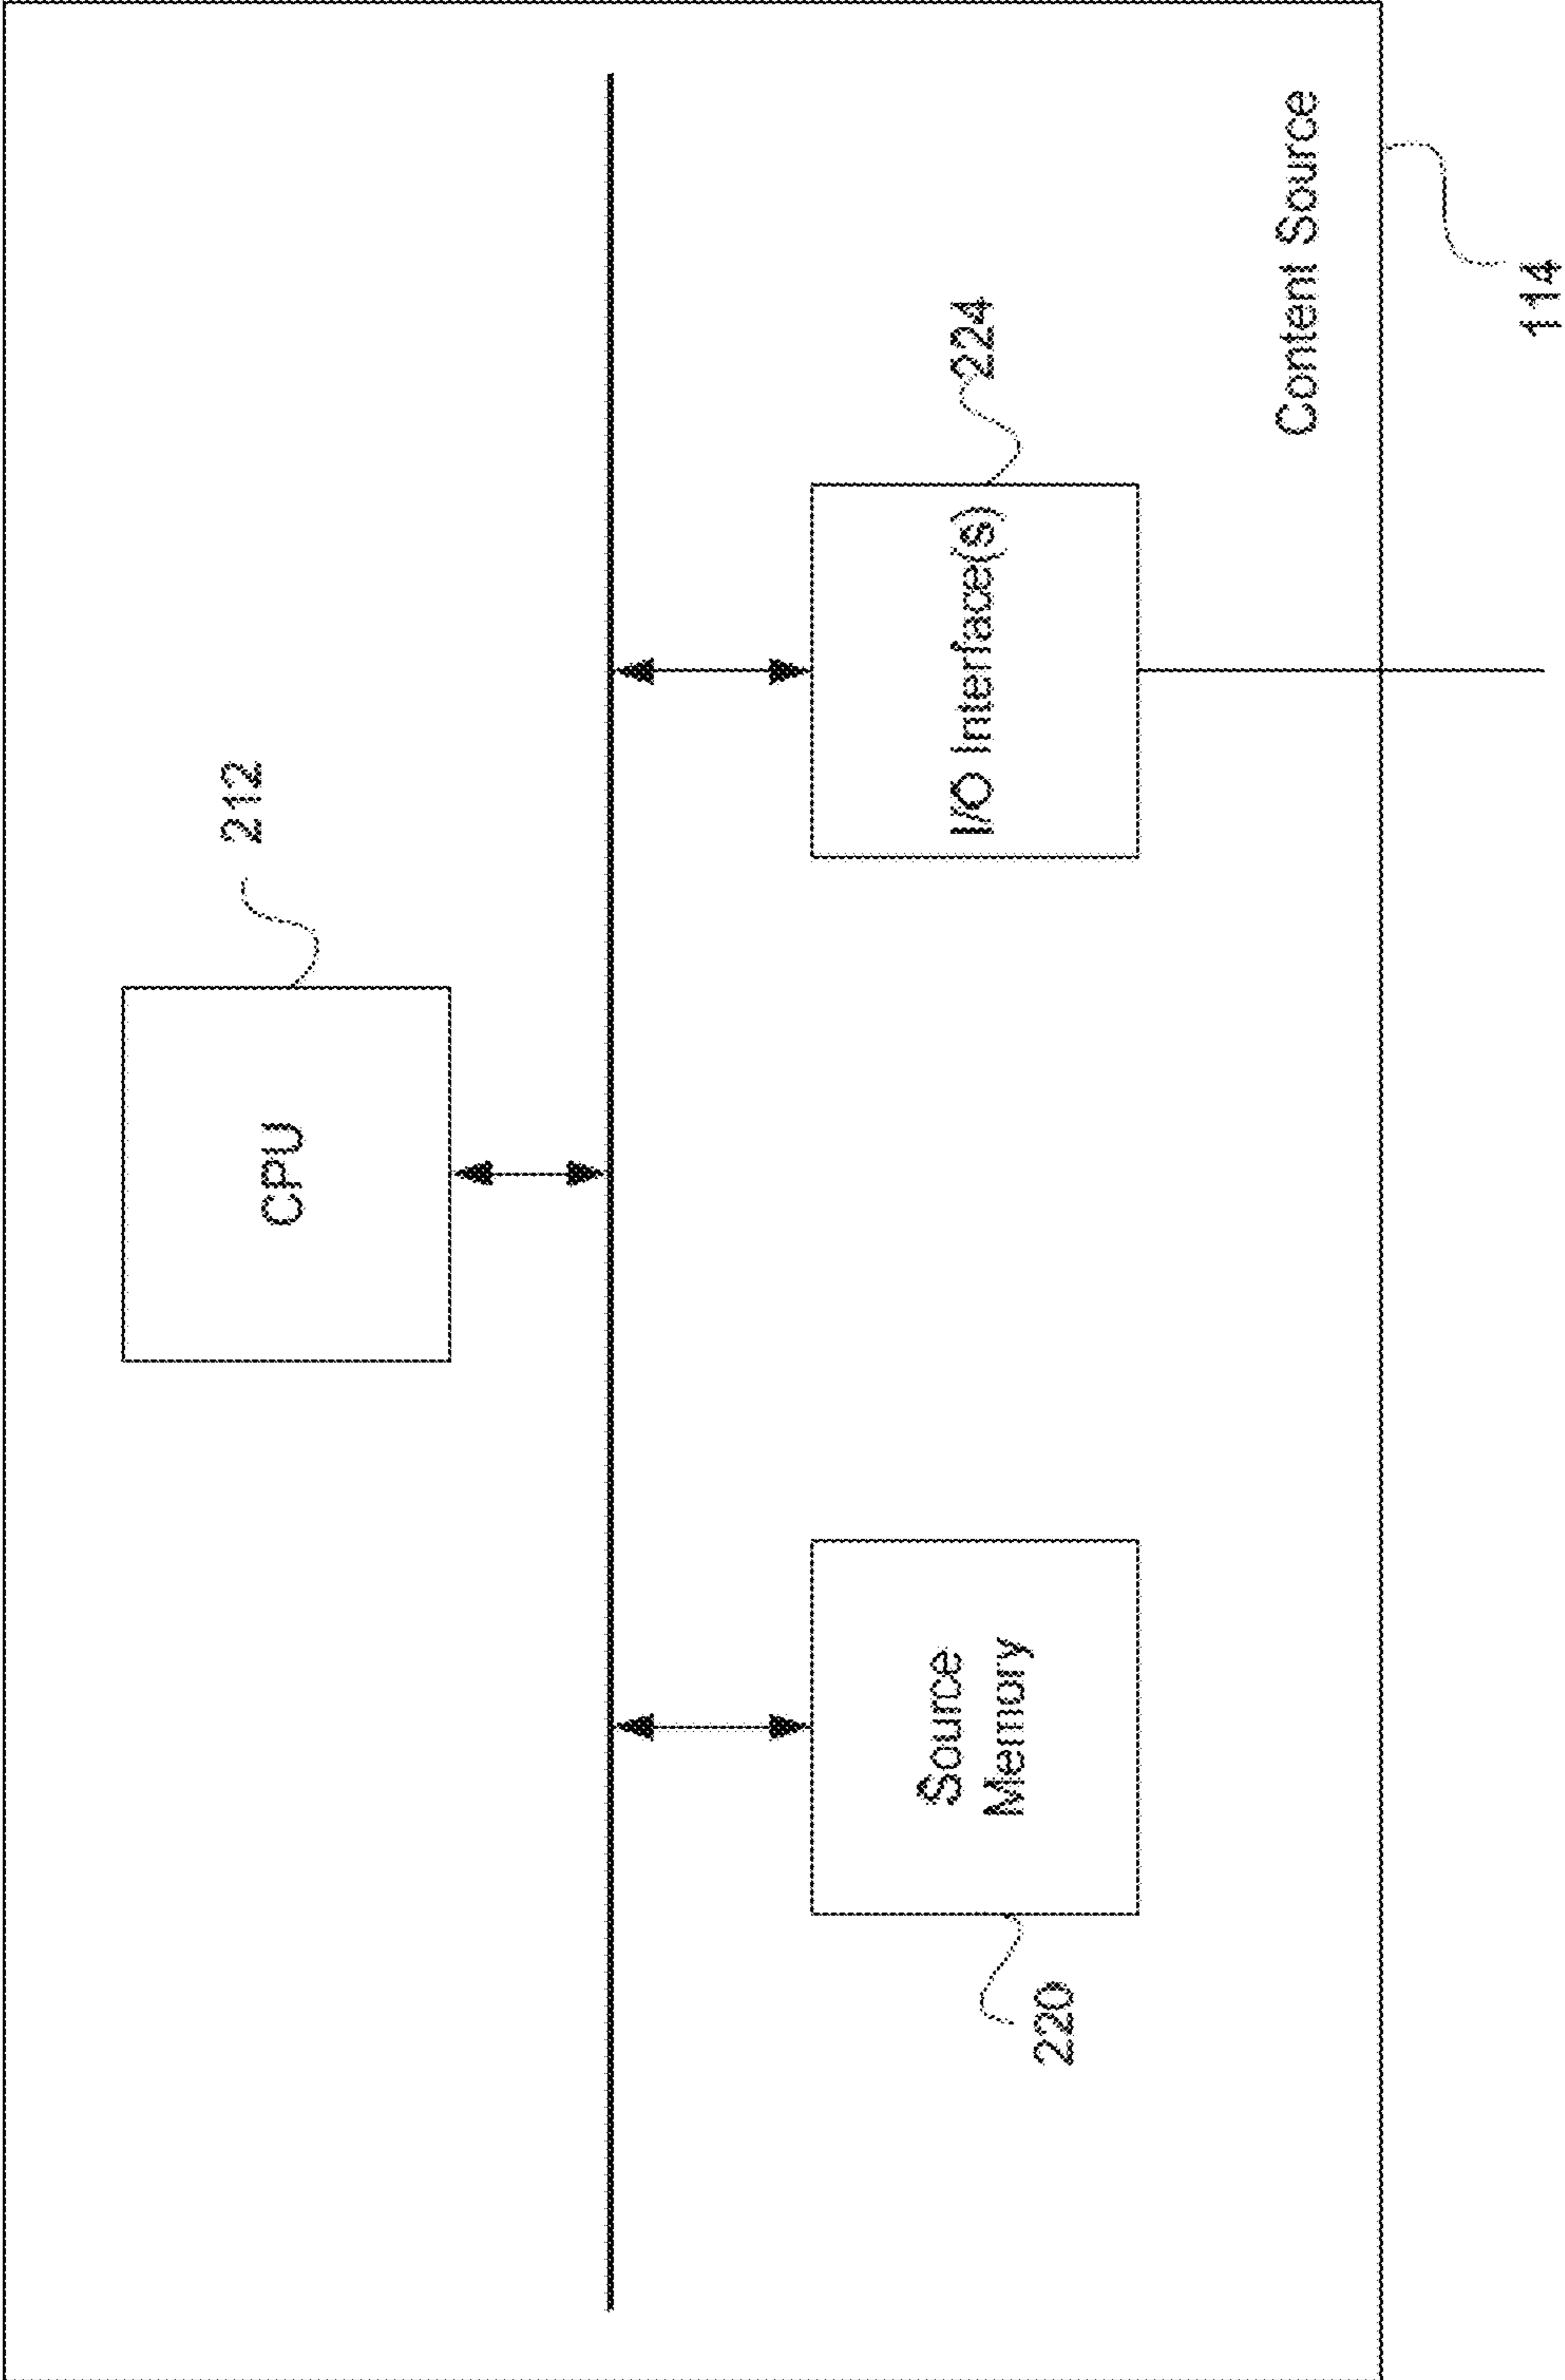 CPU
212
Source
Memory
220
I/O Interface(s)
224
Content Source
114